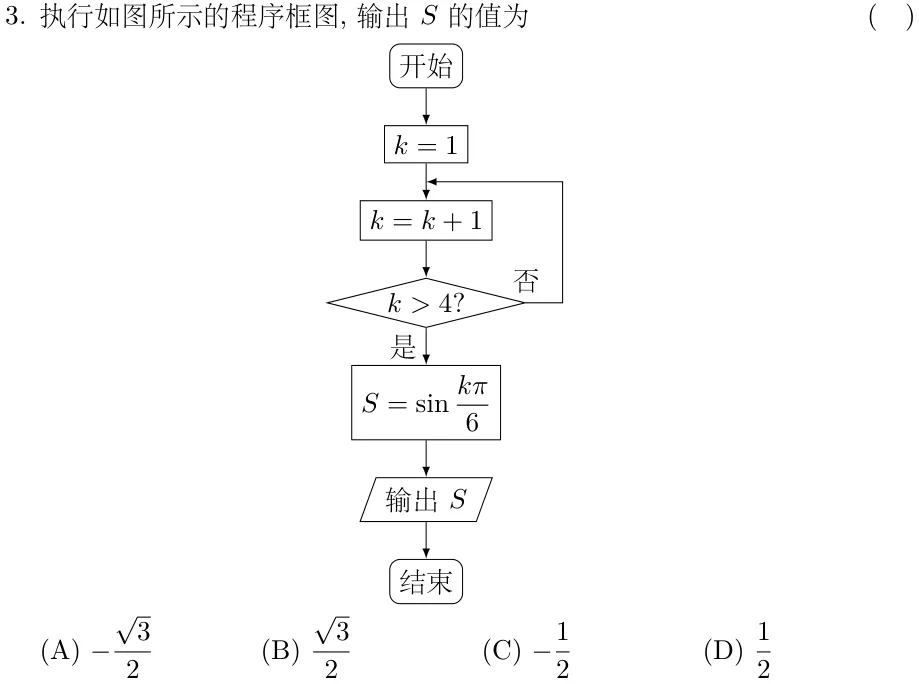 3. 执行如图所示的程序框图, 输出 S 的值为 ( )
开始
k = 1
k = k + 1
否
k > 4?
是
S = sin kπ/6
输出 S
结束
(A) −√3/2 (B) √3/2 (C) −1/2 (D) 1/2